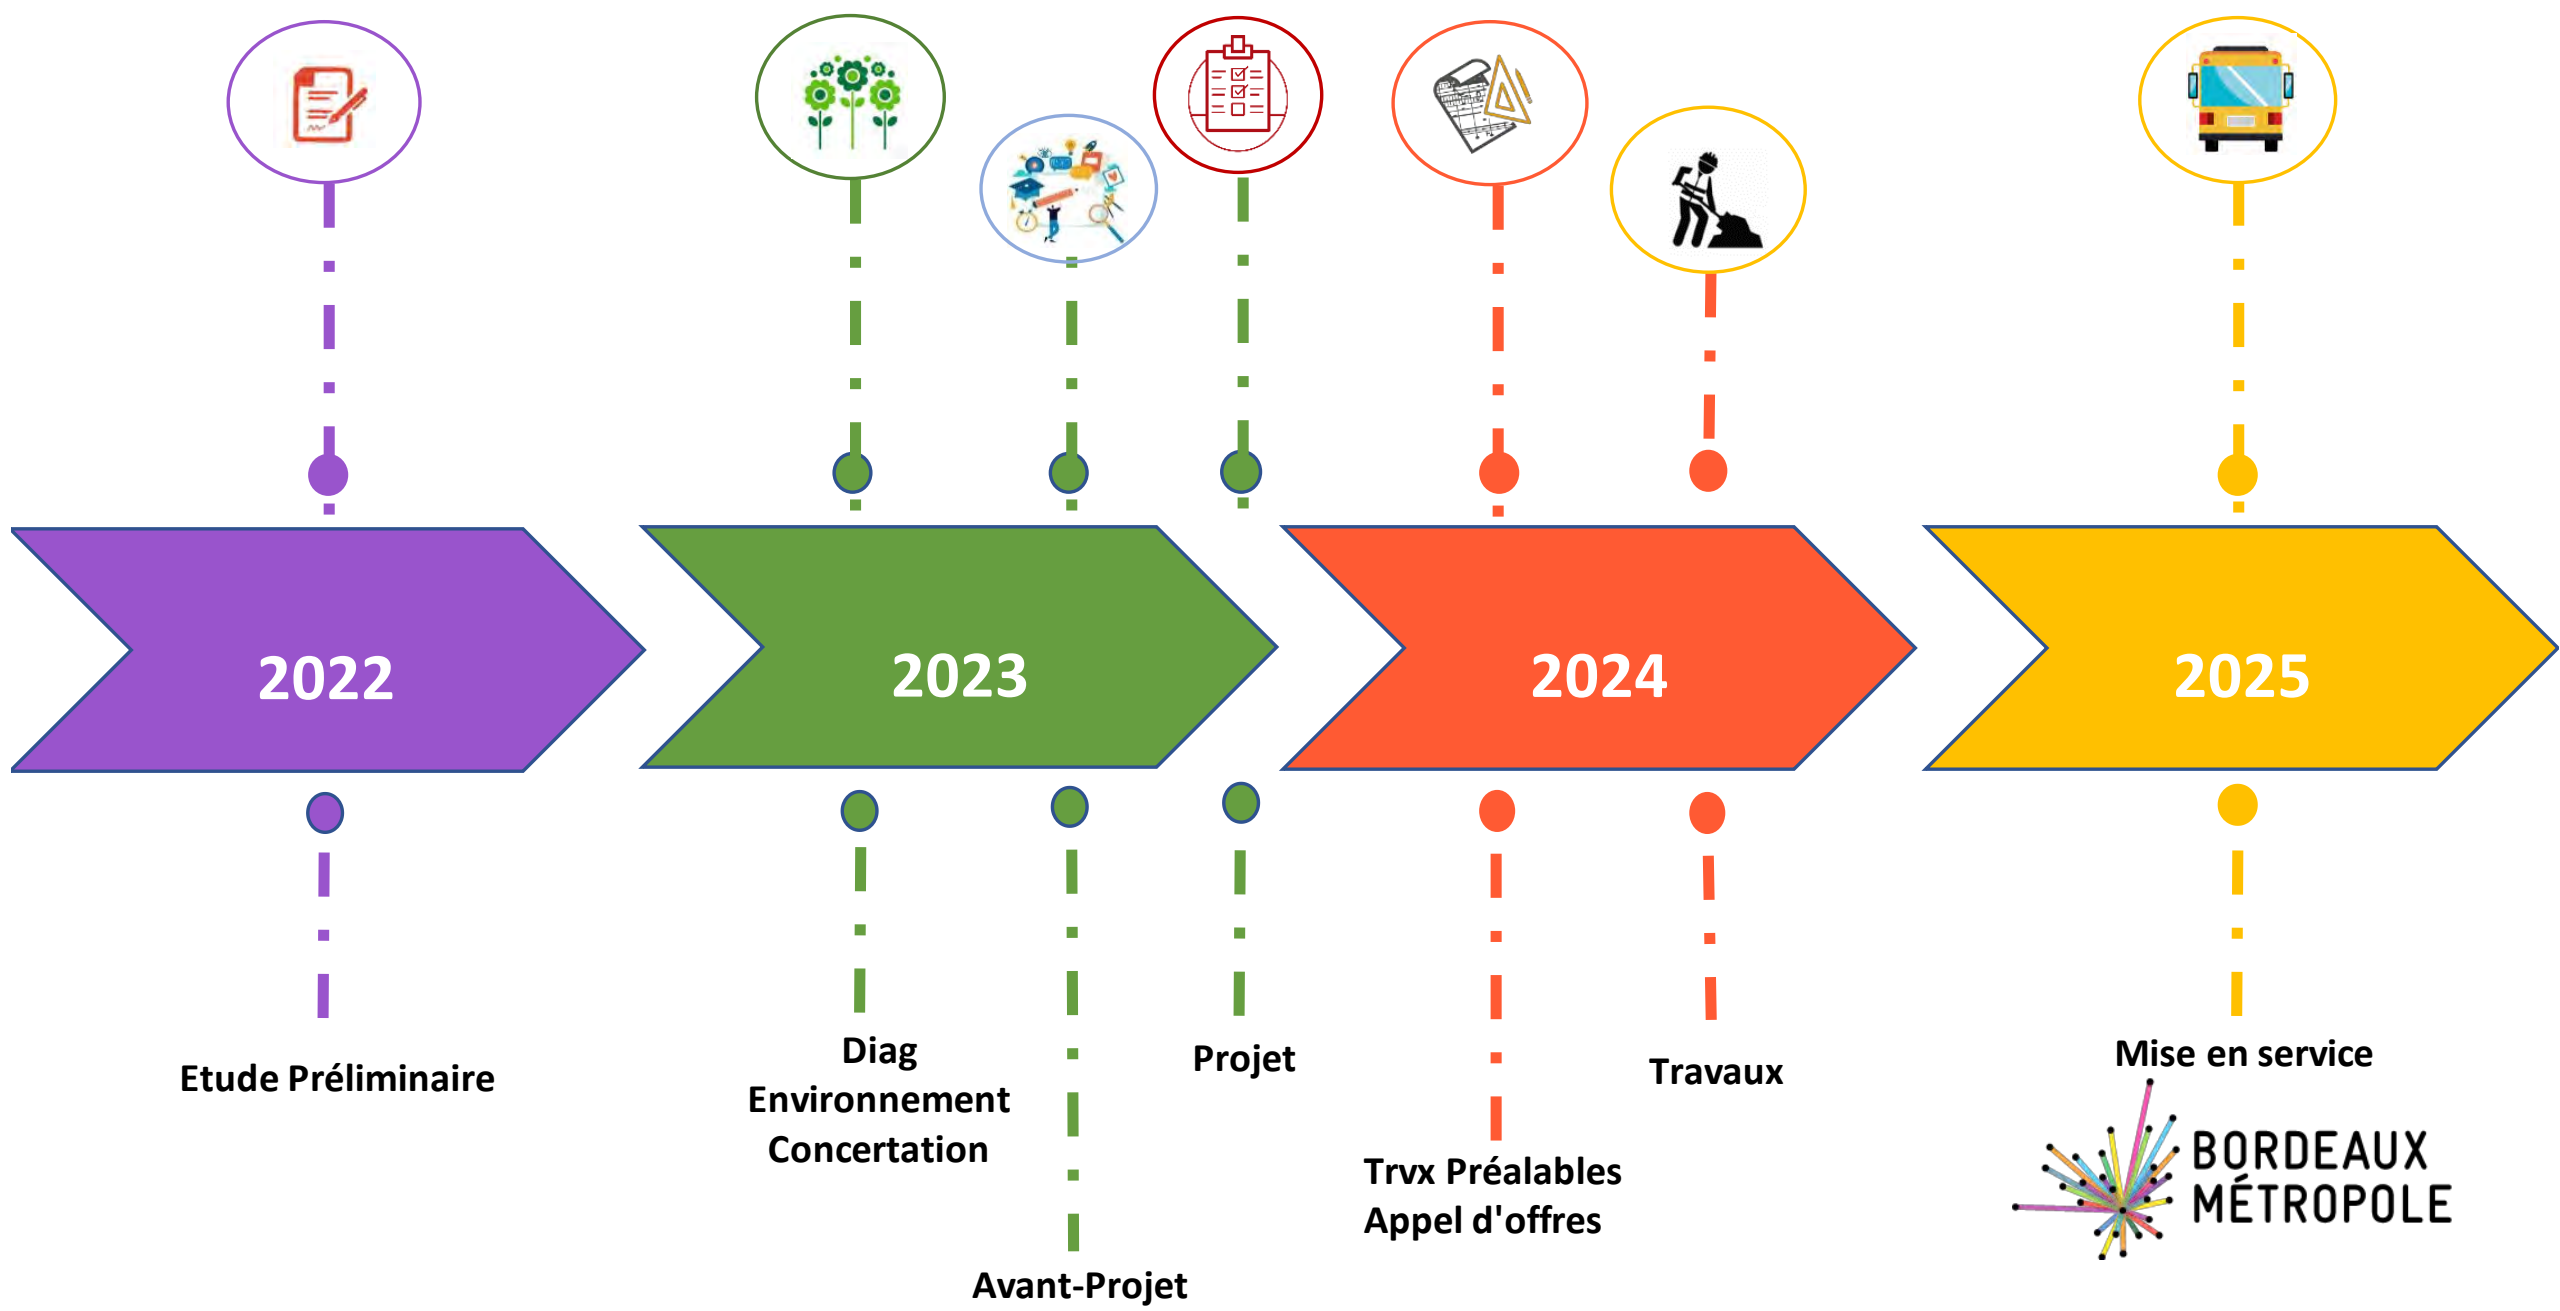 2022
2023
2024
2025
Etude Préliminaire
Diag
Environnement
Concertation
Avant-Projet
Projet
Trvx Préalables
Appel d'offres
Travaux
Mise en service
BORDEAUX
MÉTROPOLE